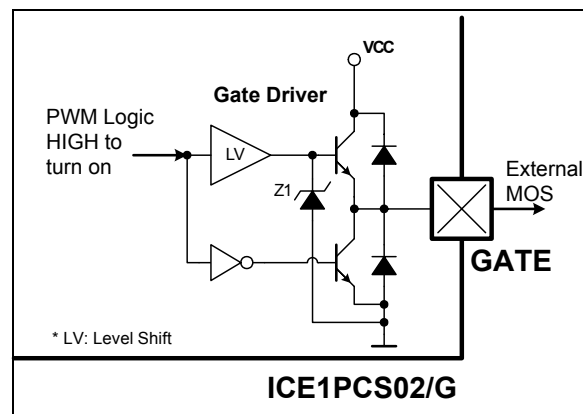 VCC
Gate Driver
PWM Logic
HIGH to
turn on
LV
Z1
External
MOS
GATE
* LV: Level Shift
ICE1PCS02/G